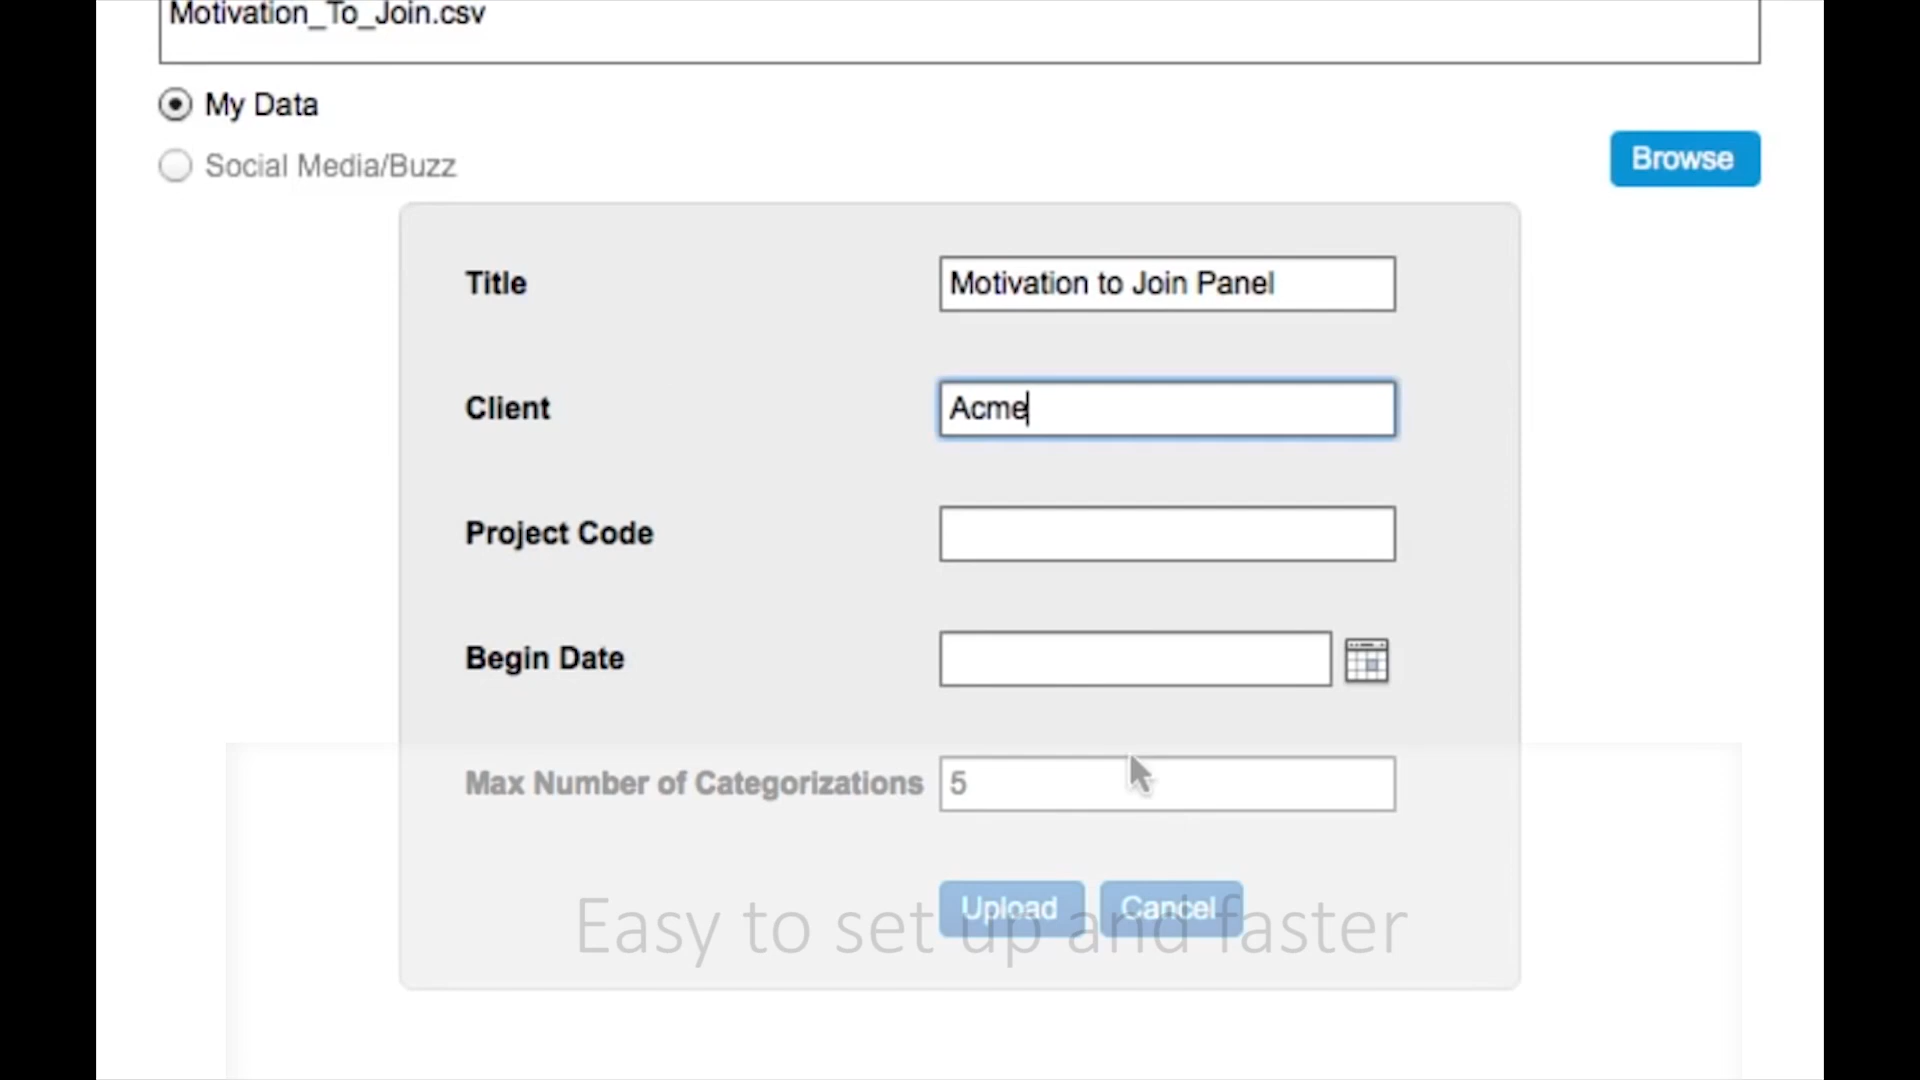 Motivation_To_Join.csv
My Data
Social Media/Buzz
Browse
Title
Motivation to Join Panel
Client
Acme
Project Code
Begin Date
Max Number of Categorizations
5
Upload
Cancel
Easy to set up and faster